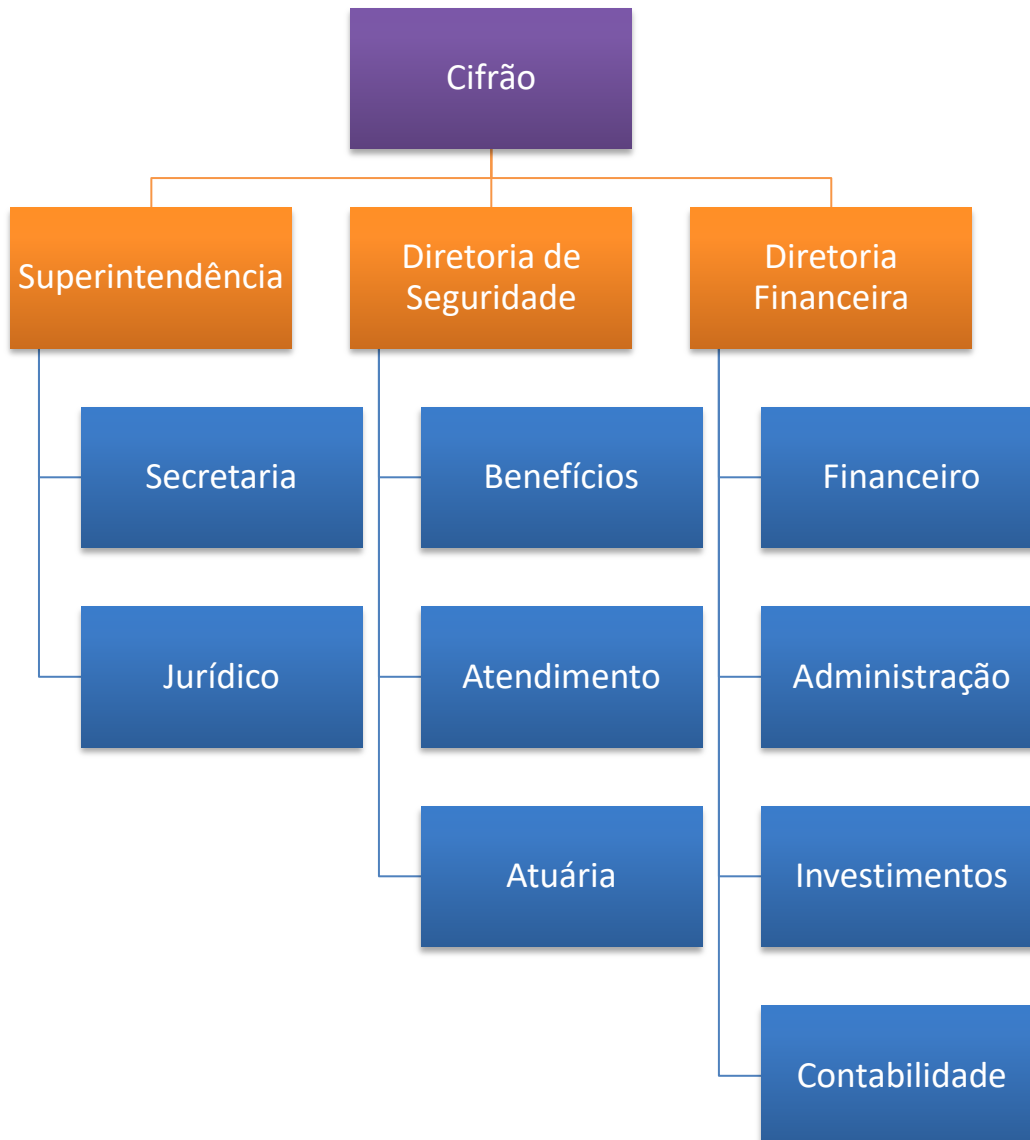 Cifrão
Superintendência
Diretoria de
Seguridade
Diretoria
Financeira
Secretaria
Benefícios
Financeiro
Jurídico
Atendimento
Administração
Atuária
Investimentos
Contabilidade